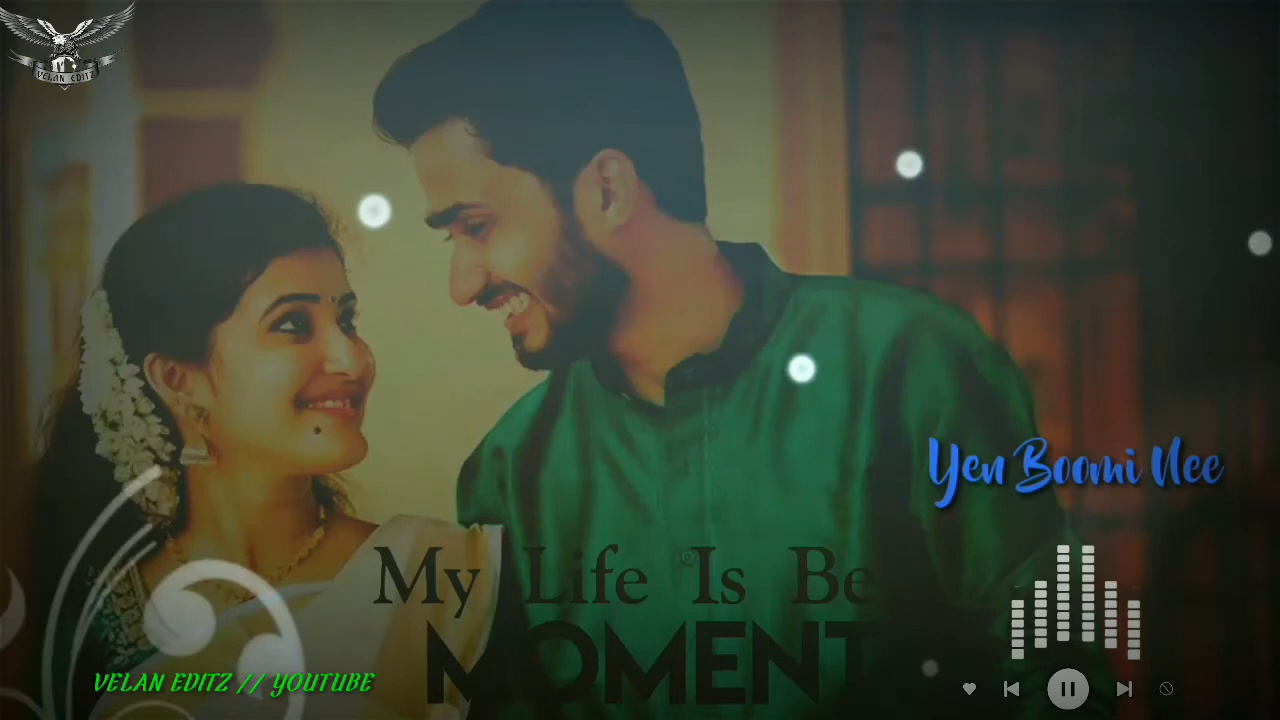 VELAN EDITZ
Yen Boomi Nee
My Life Is Be
MOMENT
VELAN EDITZ // YOUTUBE